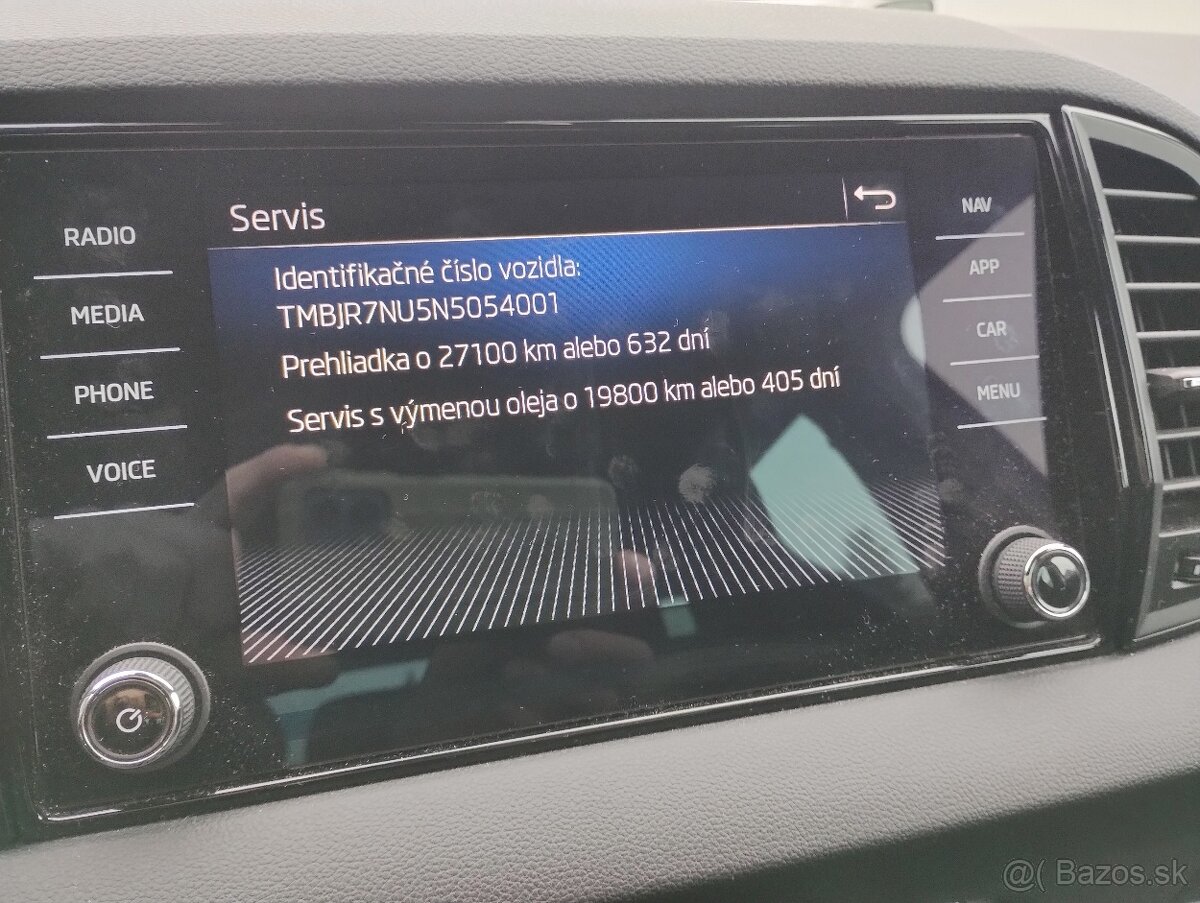 Servis
RADIO
MEDIA
PHONE
VOICE
Identifikačné číslo vozidla:
TMBJR7NU5N5054001
Prehliadka o 27100 km alebo 632 dní
Servis s výmenou oleja o 19800 km alebo 405 dní
NAV
APP
CAR
MENU
@( Bazos.sk